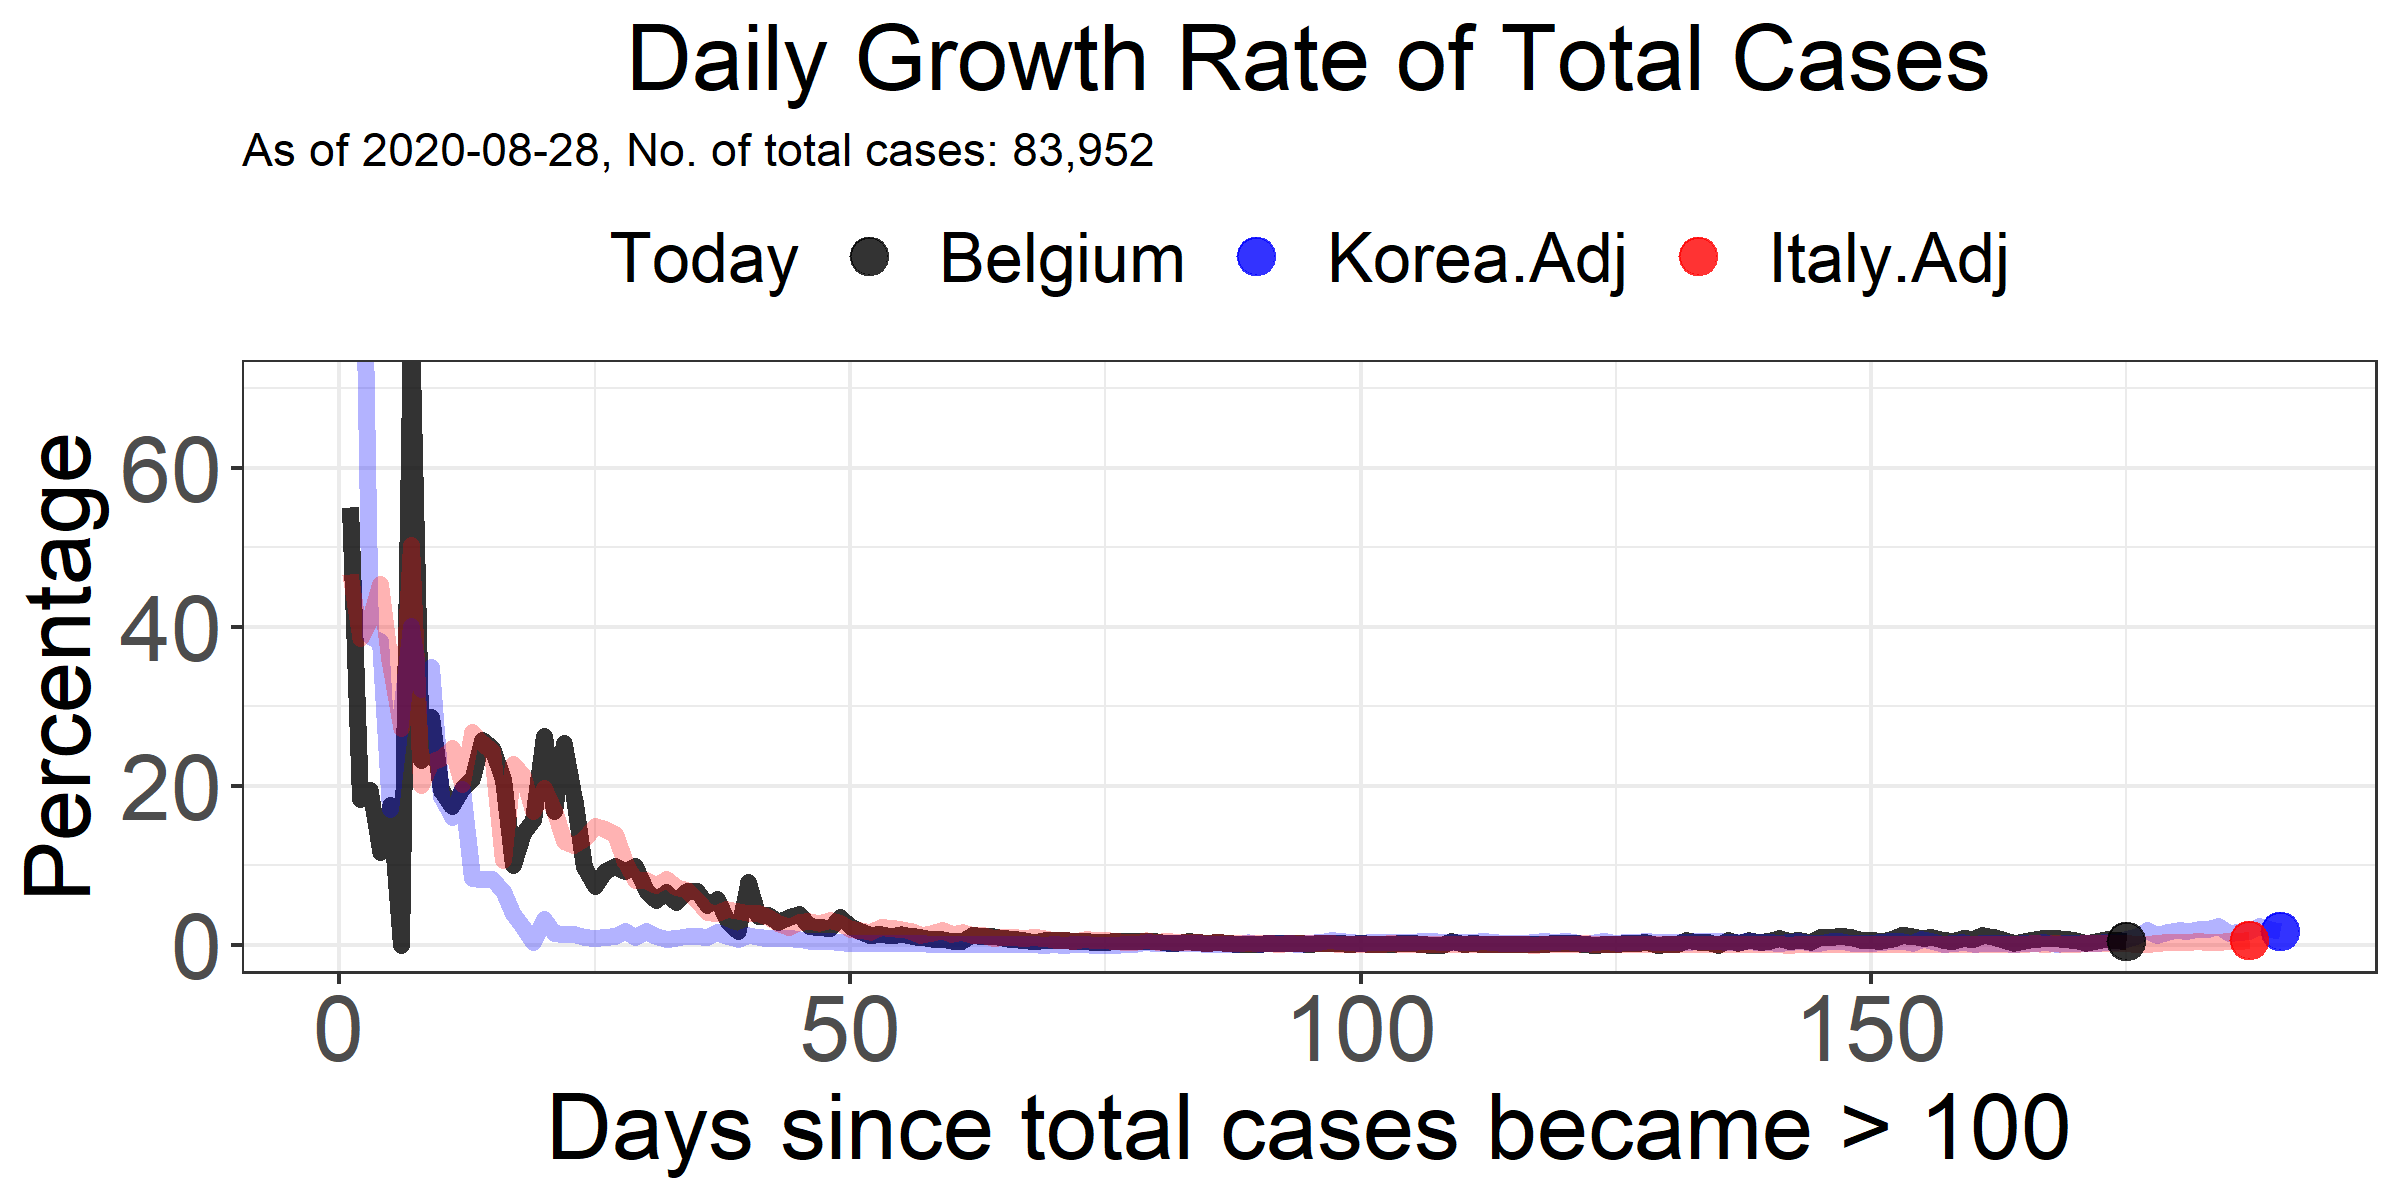 Daily Growth Rate of Total Cases
As of 2020-08-28, No. of total cases: 83,952
Today Belgium Korea.Adj Italy.Adj
Percentage
60
40
20
0
0 50 100 150
Days since total cases became > 100